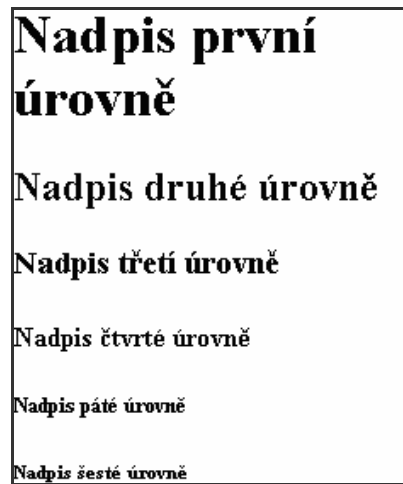 Nadpis první
úrovně
Nadpis druhé úrovně
Nadpis třetí úrovně
Nadpis čtvrté úrovně
Nadpis páté úrovně
Nadpis šesté úrovně